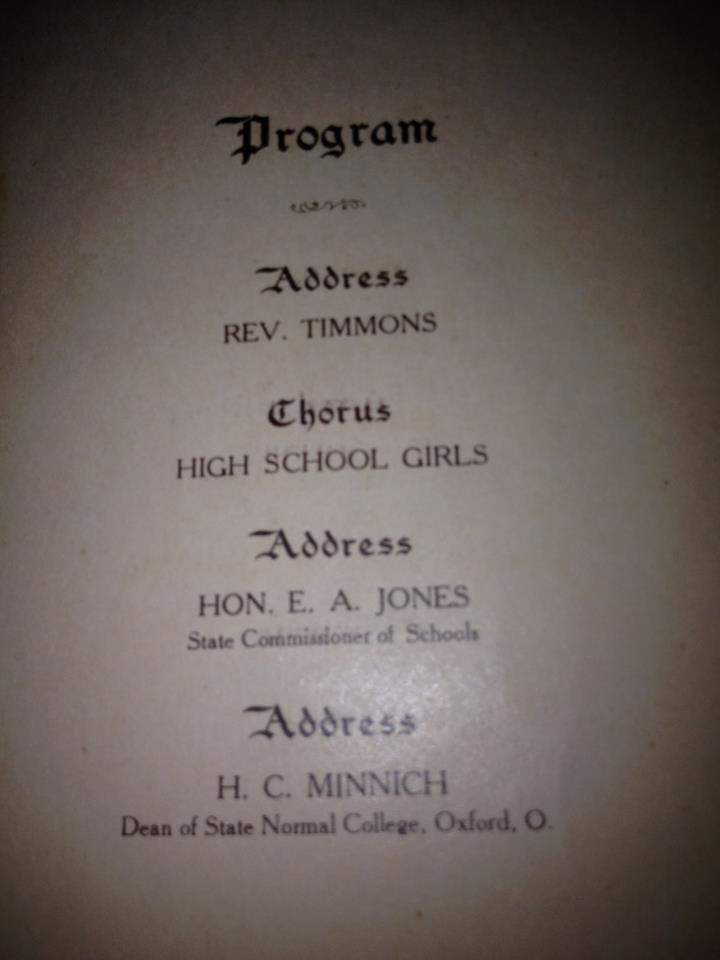 Program
Address
REV. TIMMONS
Chorus
HIGH SCHOOL GIRLS
Address
HON. E. A. JONES
State Commissioner of Schools
Address
H. C. MINNICH
Dean of State Normal College, Oxford, O.